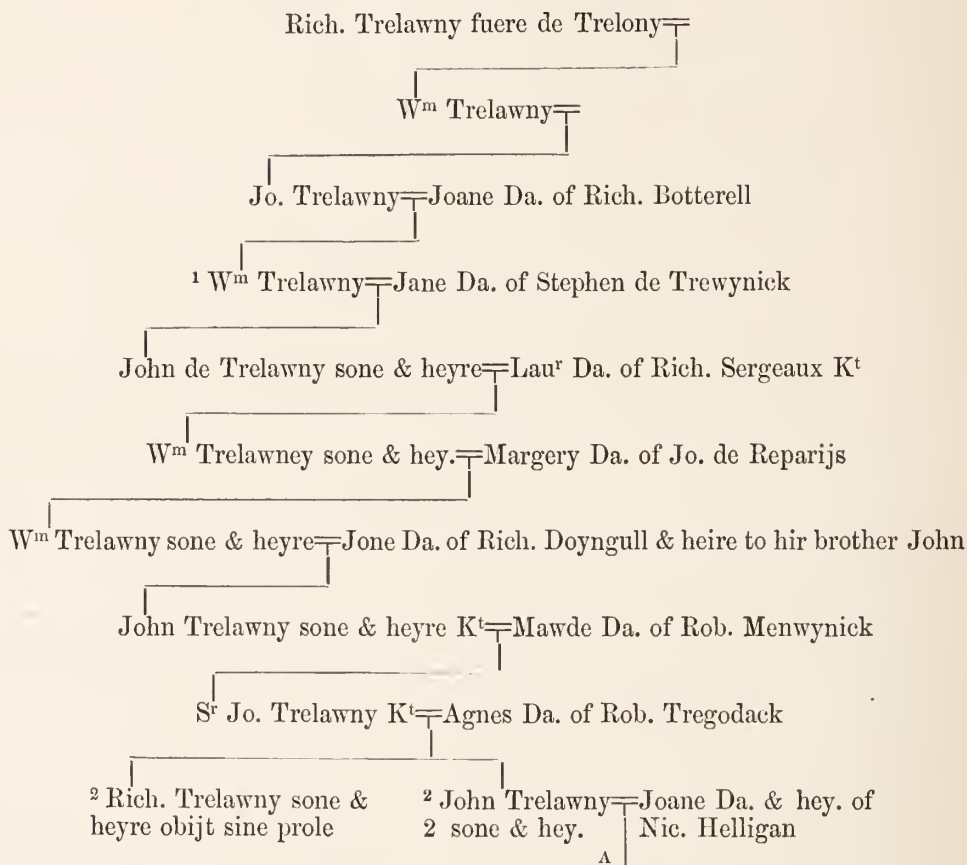 Rich. Trelawny fuere de Trelony
Wm Trelawny
Jo. Trelawny Joane Da. of Rich. Botterell
1 Wm Trelawny Jane Da. of Stephen de Trewynick
John de Trelawny sone & heyre Laur Da. of Rich. Sergeaux Kt
Wm Trelawney sone & hey. Margery Da. of Jo. de Reparijs
Wm Trelawny sone & heyre Jone Da. of Rich. Doyngull & heire to hir brother John
John Trelawny sone & heyre Kt Mawde Da. of Rob. Menwynick
Sr Jo. Trelawny Kt Agnes Da. of Rob. Tregodack
2 Rich. Trelawny sone &
heyre obijt sine prole
2 John Trelawny
2 sone & hey.
Joane Da. & hey. of
Nic. Helligan
A